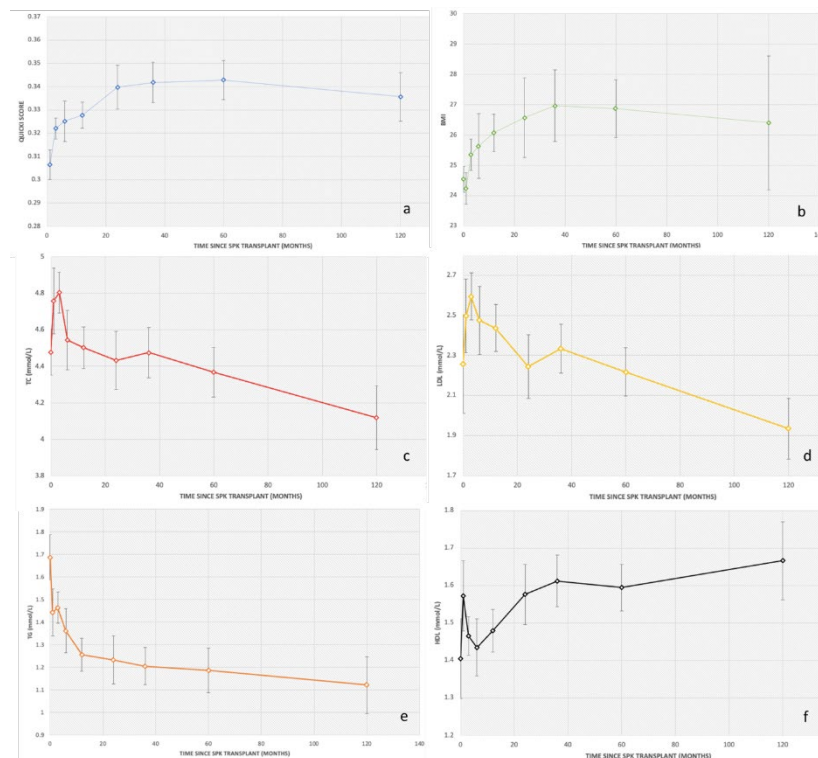 0.37
0.36
0.35
0.34
0.33
0.32
0.31
0.3
0.29
0.28
QUICKI SCORE
a
0 20 40 60 80 100 120
TIME SINCE SPK TRANSPLANT (MONTHS)
30
29
28
27
26
25
24
23
BMI
b
0 20 40 60 80 100 120
TIME SINCE SPK TRANSPLANT (MONTHS)
5
4.8
4.6
4.4
4.2
4
3.8
TC (mmol/L)
c
0 20 40 60 80 100 120
TIME SINCE SPK TRANSPLANT (MONTHS)
2.7
2.5
2.3
2.1
1.9
1.7
LDL (mmol/L)
d
0 20 40 60 80 100 120
TIME SINCE SPK TRANSPLANT (MONTHS)
1.9
1.8
1.7
1.6
1.5
1.4
1.3
1.2
1.1
1
0.9
TG (mmol/L)
e
0 20 40 60 80 100 120 140
TIME SINCE SPK TRANSPLANT (MONTHS)
1.8
1.7
1.6
1.5
1.4
1.3
1.2
HDL (mmol/L)
f
0 20 40 60 80 100 120
TIME SINCE SPK TRANSPLANT (MONTHS)